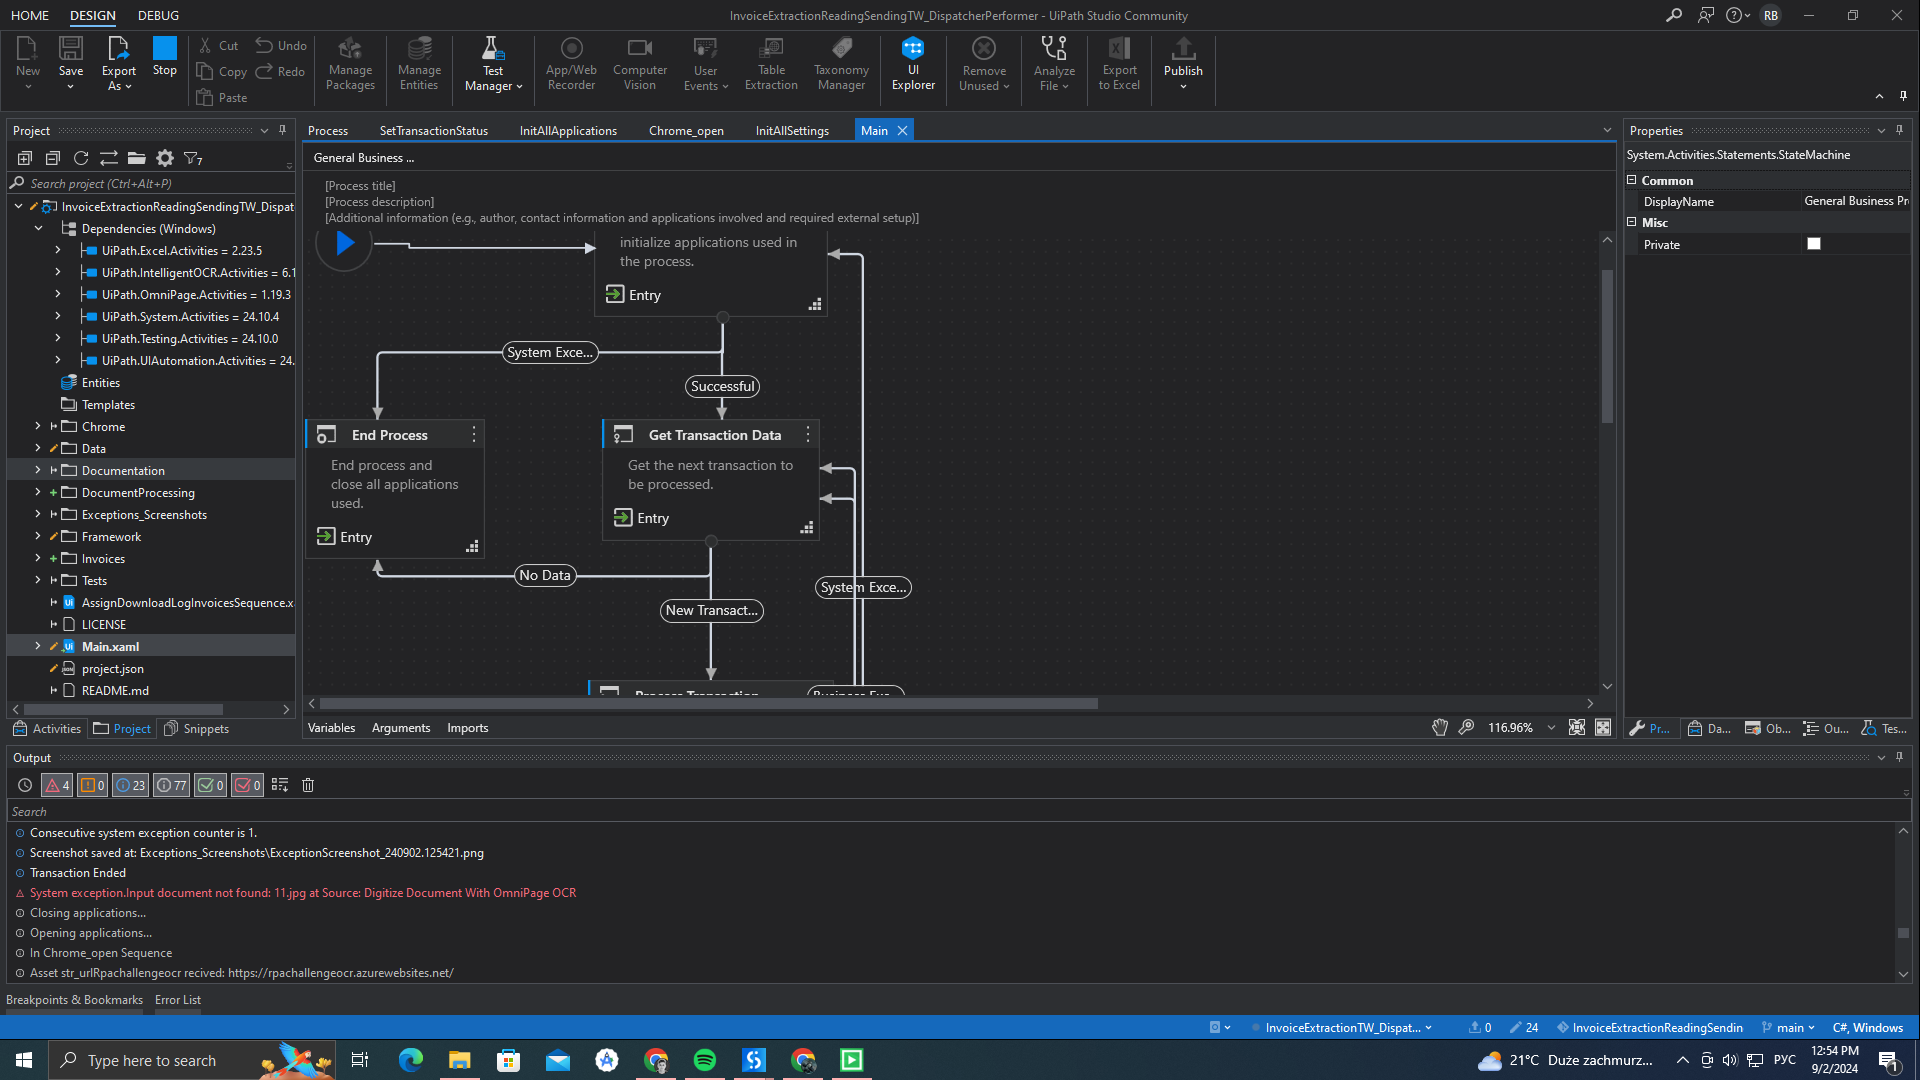 HOME DESIGN DEBUG
InvoiceExtractionReadingSendingTW_DispatcherPerformer - UiPath Studio Community
RB
New
Save
Export As
Stop
Cut
Undo
Copy
Redo
Paste
Manage Packages
Manage Entities
Test Manager
App/Web Recorder
Computer Vision
User Events
Table Extraction
Taxonomy Manager
UI Explorer
Remove Unused
Analyze File
Export to Excel
Publish
Project
7
Search project (Ctrl+Alt+P)
InvoiceExtractionReadingSendingTW_Dispat
Dependencies (Windows)
UiPath.Excel.Activities = 2.23.5
UiPath.IntelligentOCR.Activities = 6.1
UiPath.OmniPage.Activities = 1.19.3
UiPath.System.Activities = 24.10.4
UiPath.Testing.Activities = 24.10.0
UiPath.UIAutomation.Activities = 24.
Entities
Templates
Chrome
Data
Documentation
DocumentProcessing
Exceptions_Screenshots
Framework
Invoices
Tests
AssignDownloadLogInvoicesSequence.x
LICENSE
Main.xaml
project.json
README.md
Activities Project Snippets
Process SetTransactionStatus InitAllApplications Chrome_open InitAllSettings Main
General Business ...
[Process title]
[Process description]
[Additional information (e.g., author, contact information and applications involved and required external setup)]
initialize applications used in
the process.
Entry
System Exce...
Successful
End Process
End process and
close all applications
used.
Entry
Get Transaction Data
Get the next transaction to
be processed.
Entry
No Data
System Exce...
New Transact...
Process Transaction
Business Exc...
Variables Arguments Imports
116.96%
Properties
System.Activities.Statements.StateMachine
Common
DisplayName General Business Pr
Misc
Private
Pr... Da... Ob... Ou... Tes...
Output
4 0 23 77 0 0
Search
Consecutive system exception counter is 1.
Screenshot saved at: Exceptions_Screenshots\ExceptionScreenshot_240902.125421.png
Transaction Ended
System exception.Input document not found: 11.jpg at Source: Digitize Document With OmniPage OCR
Closing applications...
Opening applications...
In Chrome_open Sequence
Asset str_urlRpachallengeocr recived: https://rpachallengeocr.azurewebsites.net/
Breakpoints & Bookmarks Error List
InvoiceExtractionTW_Dispat... 0 24 InvoiceExtractionReadingSendin main C#, Windows
Type here to search
21°C Duże zachmurz...
РУС
12:54 PM
9/2/2024
1